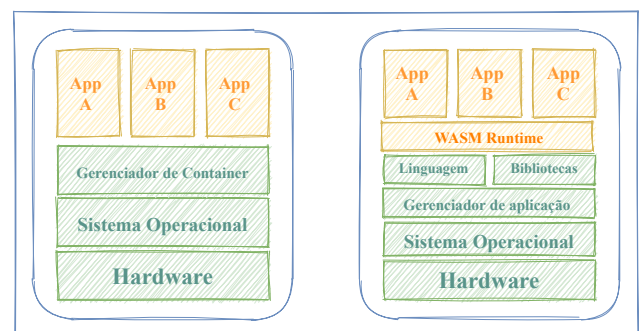 App
A
App
B
App
C
Gerenciador de Container
Sistema Operacional
Hardware
App
A
App
B
App
C
WASM Runtime
Linguagem
Bibliotecas
Gerenciador de aplicação
Sistema Operacional
Hardware